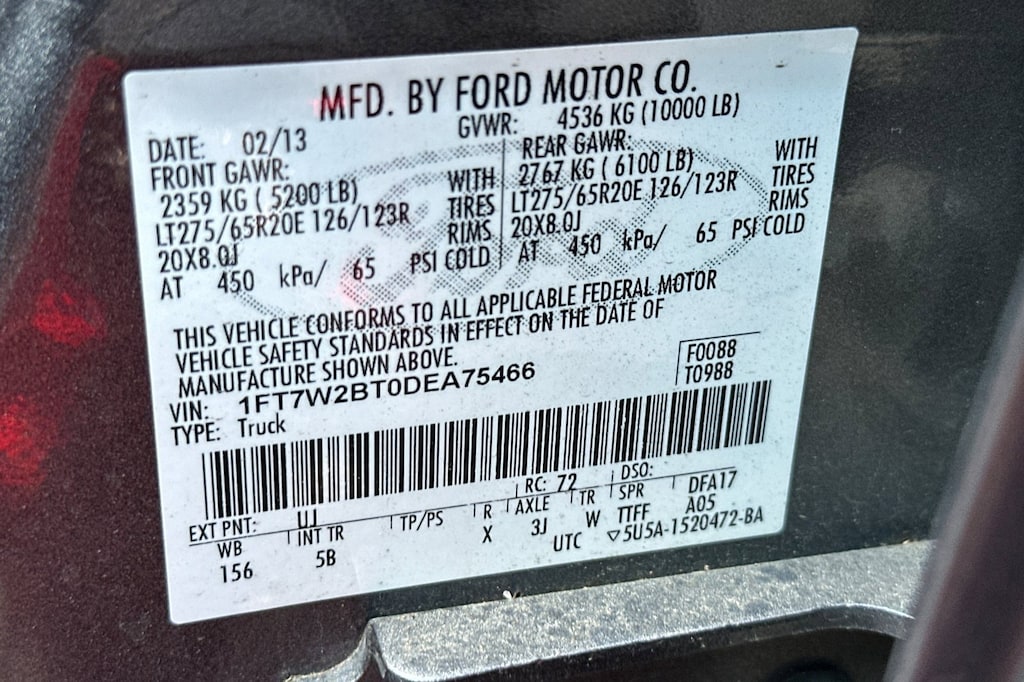 MFD. BY FORD MOTOR CO.
DATE: 02/13 GVWR: 4536 KG (10000 LB)
FRONT GAWR: REAR GAWR:
2359 KG ( 5200 LB) WITH 2767 KG ( 6100 LB) WITH
LT275/65R20E 126/123R TIRES LT275/65R20E 126/123R TIRES
20X8.0J RIMS 20X8.0J RIMS
AT 450 kPa/ 65 PSI COLD AT 450 kPa/ 65 PSI COLD
THIS VEHICLE CONFORMS TO ALL APPLICABLE FEDERAL MOTOR
VEHICLE SAFETY STANDARDS IN EFFECT ON THE DATE OF
MANUFACTURE SHOWN ABOVE.
F0088
VIN: 1FT7W2BT0DEA75466 T0988
TYPE: Truck
EXT PNT: UJ RC: 72 DSO:
WB INT TR TP/PS R AXLE TR SPR DFA17
156 5B X 3J W TTFF A05
UTC ▽5U5A-1520472-BA